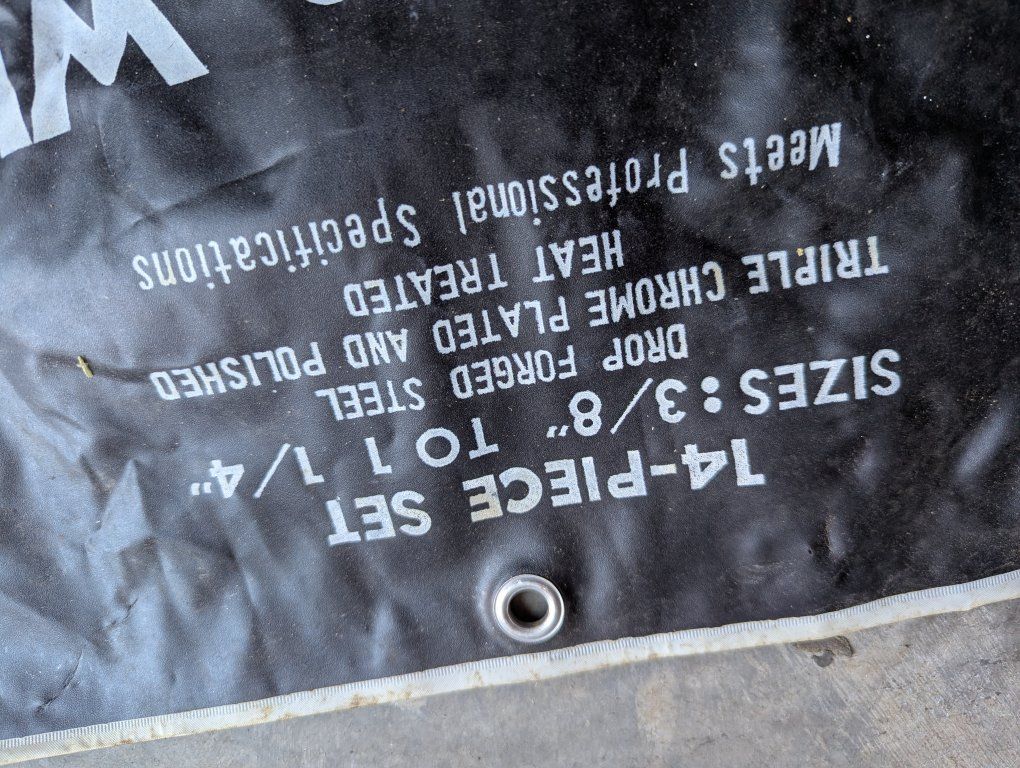 14-PIECE SET
SIZES: 3/8" TO 1 1/4"
DROP FORGED STEEL
TRIPLE CHROME PLATED AND POLISHED
HEAT TREATED
Meets Professional Specifications